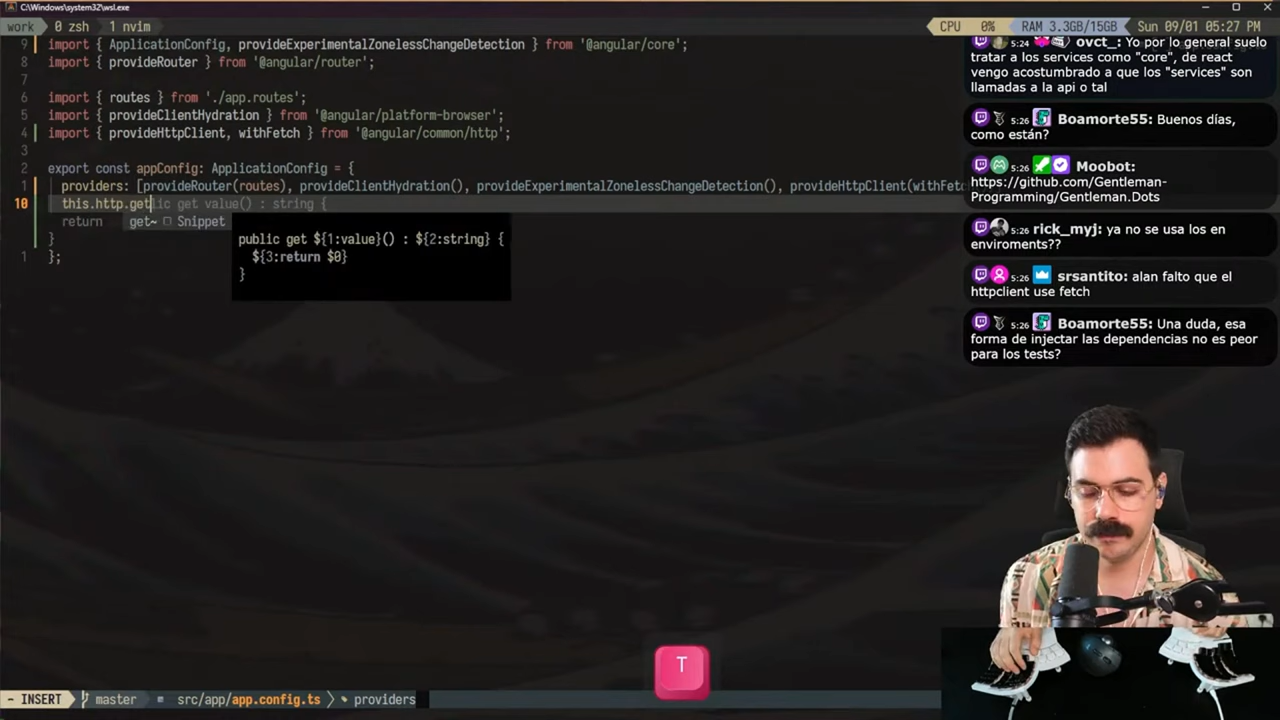 C:\Windows\system32\wsl.exe
work 0 zsh 1 nvim
CPU 0% RAM 3.3GB/15GB Sun 09/01 05:27 PM
9 import { ApplicationConfig, provideExperimentalZonelessChangeDetection } from '@angular/core';
8 import { provideRouter } from '@angular/router';
7
6 import { routes } from './app.routes';
5 import { provideClientHydration } from '@angular/platform-browser';
4 import { provideHttpClient, withFetch } from '@angular/common/http';
3
2 export const appConfig: ApplicationConfig = {
1 providers: [provideRouter(routes), provideClientHydration(), provideExperimentalZonelessChangeDetection(), provideHttpClient(withFetc
10 this.http.getlic get value() : string {
return get~ Snippet
}
1 };
public get ${1:value}() : ${2:string} {
${3:return $0}
}
5:24 ovct_: Yo por lo general suelo
tratar a los services como "core", de react
vengo acostumbrado a que los "services" son
llamadas a la api o tal
5:26 Boamorte55: Buenos días,
como están?
5:26 Moobot:
https://github.com/Gentleman-
Programming/Gentleman.Dots
5:26 rick_myj: ya no se usa los en
enviroments??
5:26 srsantito: alan falto que el
httpclient use fetch
5:26 Boamorte55: Una duda, esa
forma de injectar las dependencias no es peor
para los tests?
T
- INSERT master src/app/app.config.ts providers